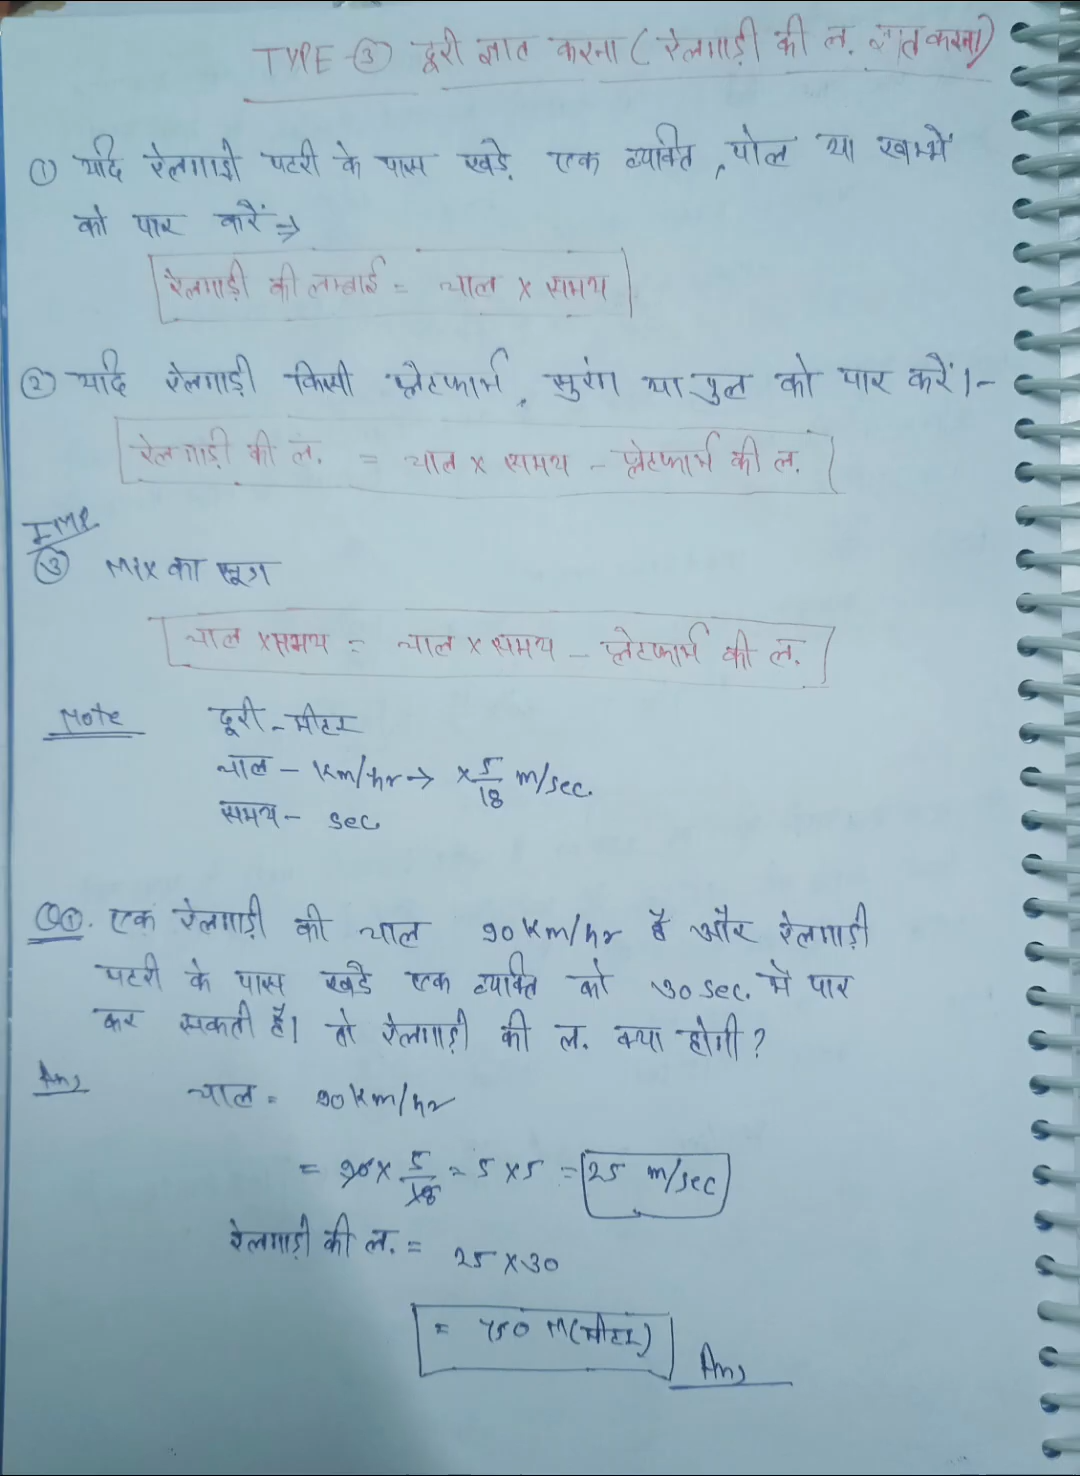 TYPE-③ दूरी ज्ञात करना (रेलगाड़ी की ल. ज्ञात करना)
① यदि रेलगाड़ी पटरी के पास खड़े एक व्यक्ति, पोल या खम्भें
को पार करें ⇒
रेलगाड़ी की लम्बाई = चाल × समय
② यदि रेलगाड़ी किसी प्लेटफार्म, सुरंग या पुल को पार करें।-
रेलगाड़ी की ल. = चाल × समय - प्लेटफार्म की ल.
IMP
③ Mix का सूत्र
चाल × समय = चाल × समय - प्लेटफार्म की ल.
Note दूरी - मीटर
चाल - km/hr → × 5/18 m/sec.
समय - sec
Q①. एक रेलगाड़ी की चाल 90 km/hr है और रेलगाड़ी
पटरी के पास खडे एक व्यक्ति को 30 sec. में पार
कर सकती है। तो रेलगाड़ी की ल. क्या होगी?
Ans चाल = 90 km/hr
= 90 × 5/18 = 5 × 5 = 25 m/sec
रेलगाड़ी की ल. = 25 × 30
= 750 m (मीटर) Ans